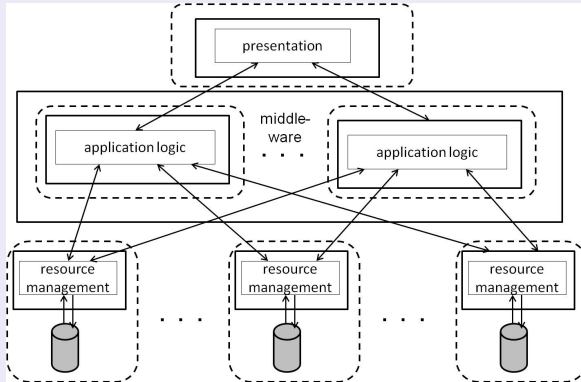 presentation
middle-
ware
. . .
application logic
application logic
resource
management
resource
management
resource
management
. . .
. . .